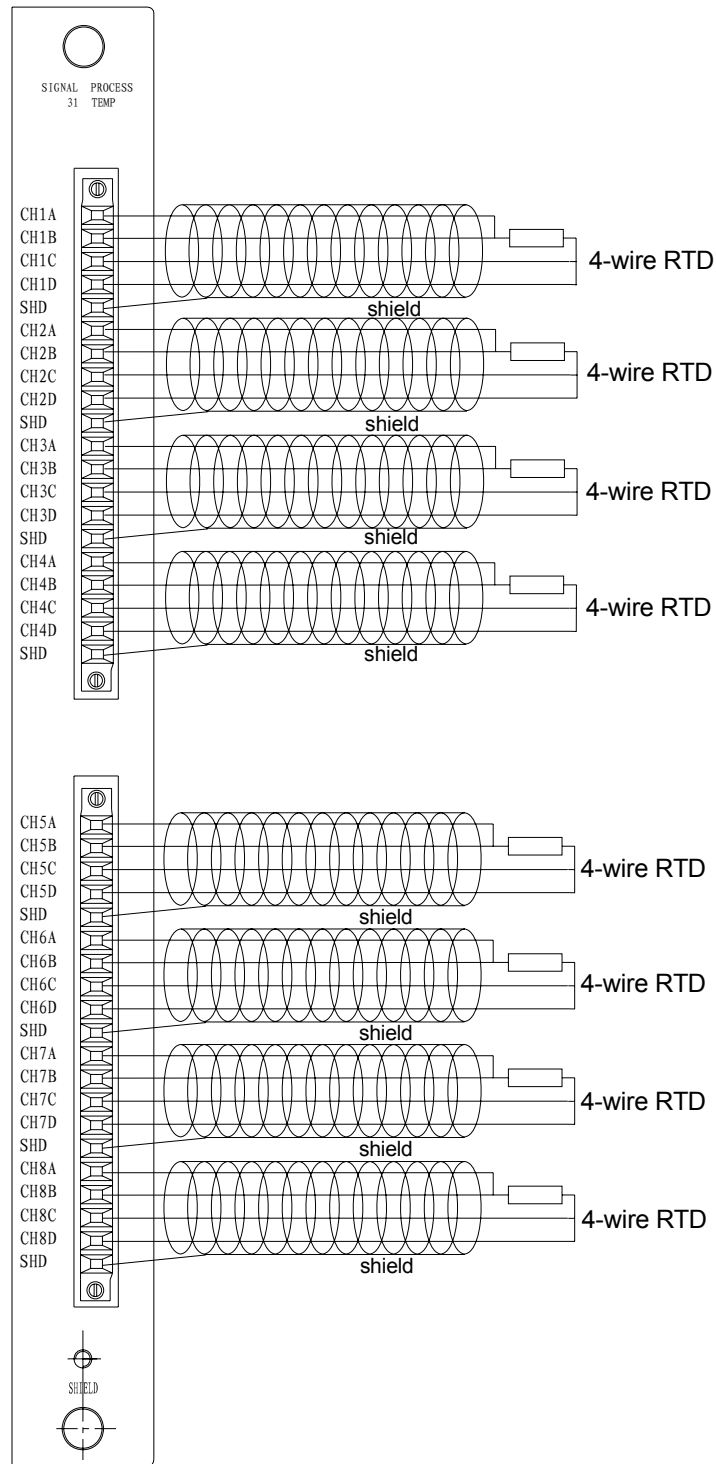 SIGNAL PROCESS
31 TEMP
CH1A
CH1B
CH1C
CH1D
4-wire RTD
SHD
shield
CH2A
CH2B
CH2C
CH2D
4-wire RTD
SHD
shield
CH3A
CH3B
CH3C
CH3D
4-wire RTD
SHD
shield
CH4A
CH4B
CH4C
CH4D
4-wire RTD
SHD
shield
CH5A
CH5B
CH5C
CH5D
4-wire RTD
SHD
shield
CH6A
CH6B
CH6C
CH6D
4-wire RTD
SHD
shield
CH7A
CH7B
CH7C
CH7D
4-wire RTD
SHD
shield
CH8A
CH8B
CH8C
CH8D
4-wire RTD
SHD
shield
SHIELD